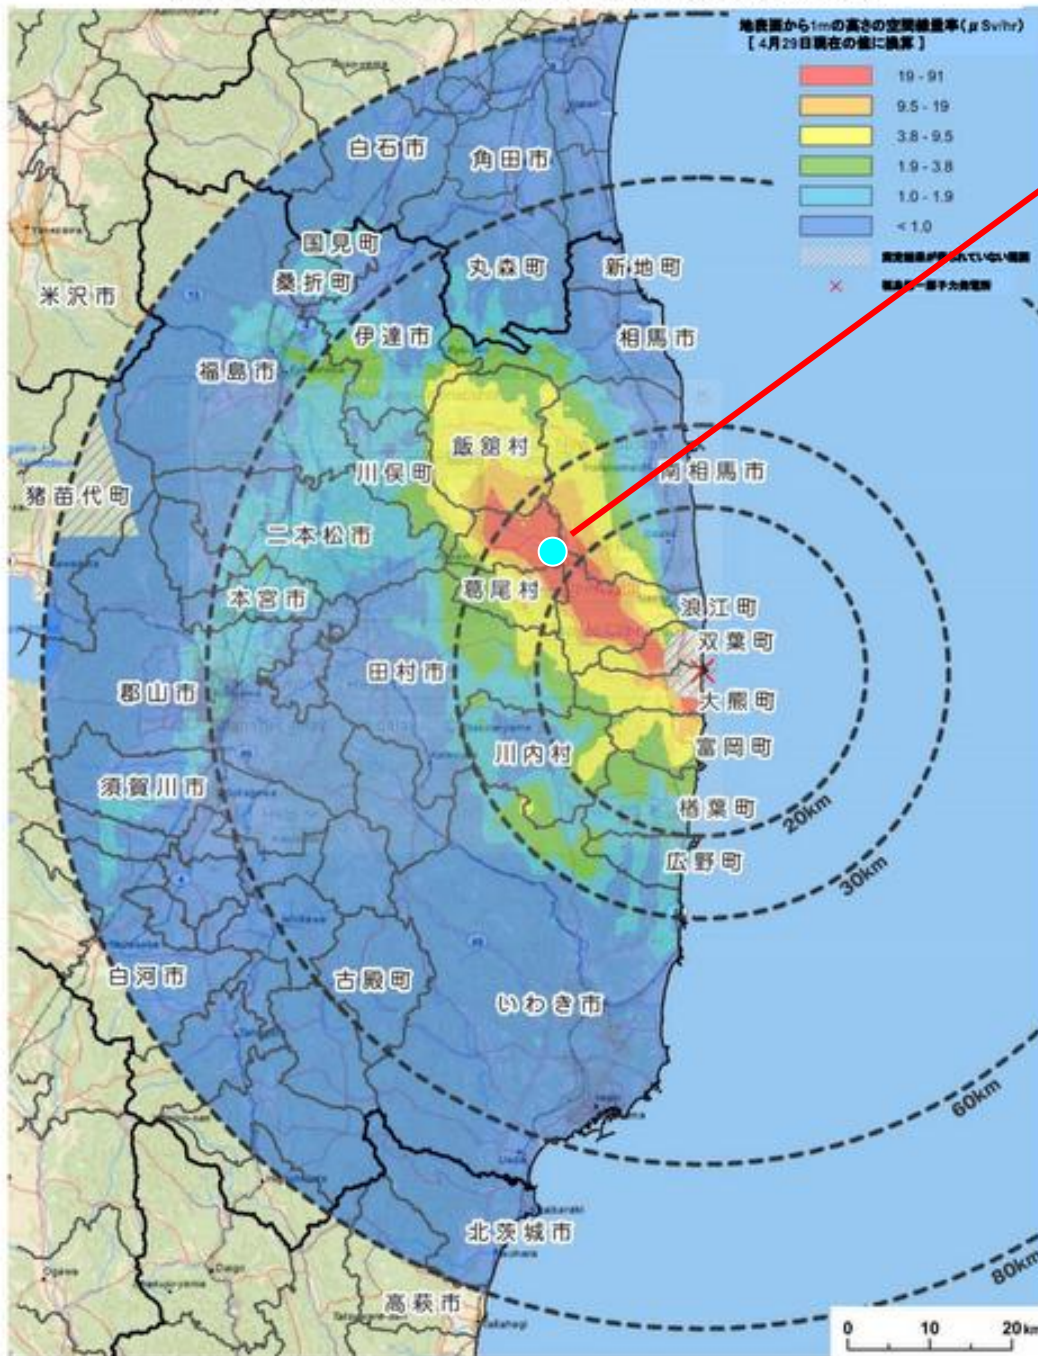 地表面から1mの高さの空間線量率(μSv/hr)
[ 4月29日現在の値に換算 ]
19 - 91
9.5 - 19
3.8 - 9.5
1.9 - 3.8
1.0 - 1.9
< 1.0
白石市
角田市
国見町
丸森町
新地町
桑折町
米沢市
伊達市
相馬市
福島市
飯舘村
川俣町
南相馬市
猪苗代町
二本松市
葛尾村
本宮市
浪江町
双葉町
田村市
郡山市
大熊町
富岡町
川内村
須賀川市
楢葉町
20km
広野町
30km
白河市
古殿町
いわき市
60km
北茨城市
80km
Ogawa
Daigo
高萩市
0 10 20 km